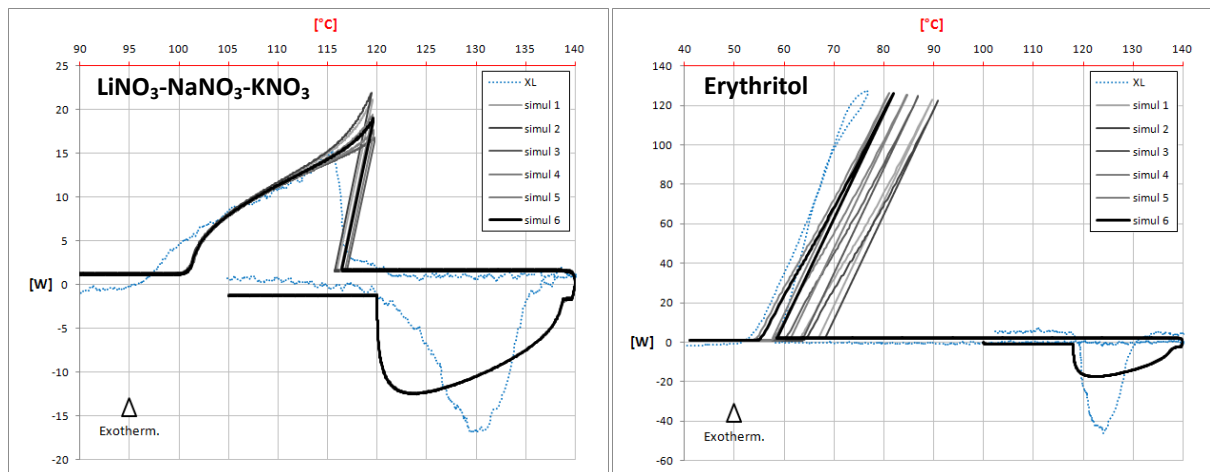 [°C]
90 95 100 105 110 115 120 125 130 135 140
25
20
15
10
5
[W] 0
-5
-10
-15
-20
LiNO₃-NaNO₃-KNO₃
XL
simul 1
simul 2
simul 3
simul 4
simul 5
simul 6
Exotherm.
[°C]
40 50 60 70 80 90 100 110 120 130 140
140
120
100
80
60
40
20
[W] 0
-20
-40
-60
Erythritol
XL
simul 1
simul 2
simul 3
simul 4
simul 5
simul 6
Exotherm.